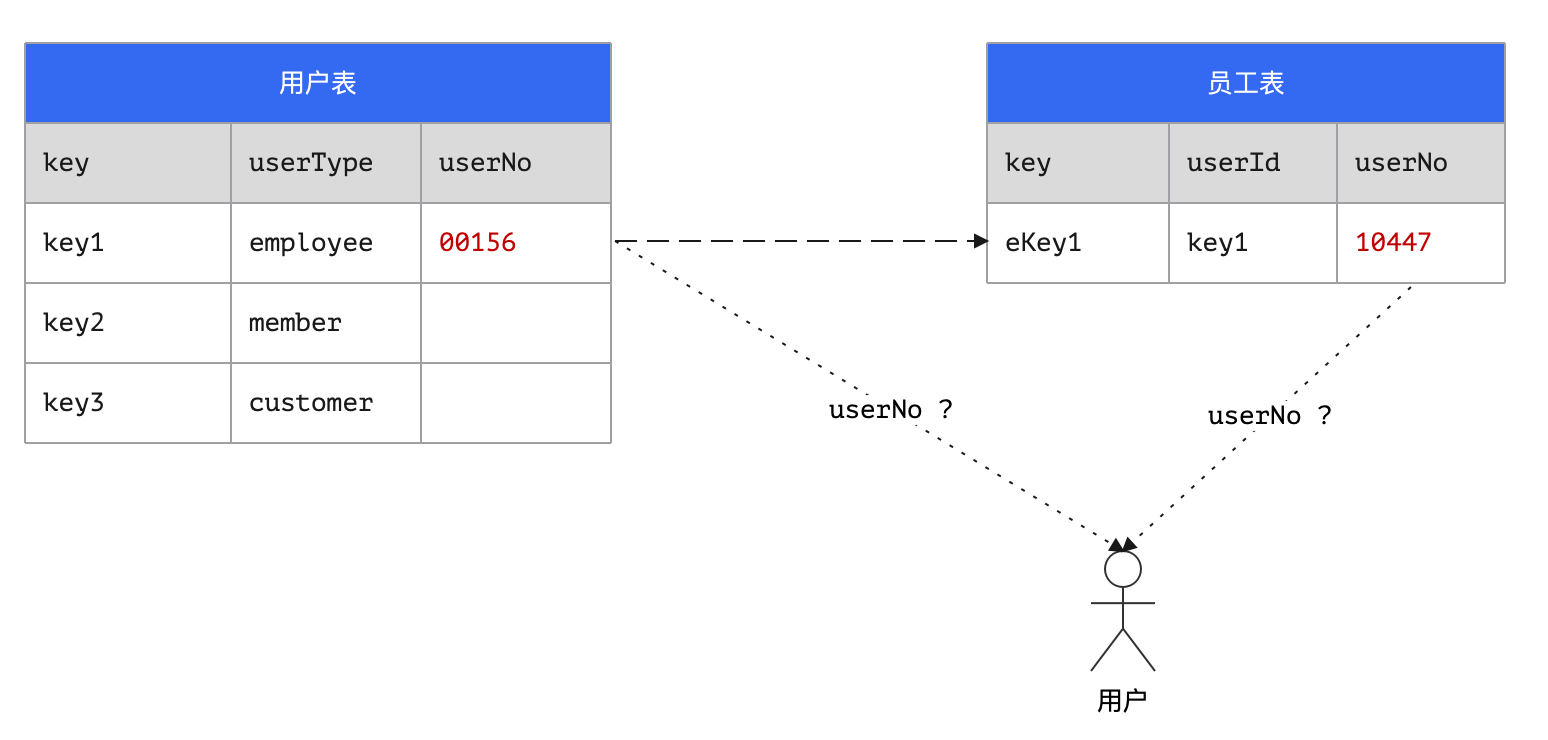 用户表
key userType userNo
key1 employee 00156
key2 member
key3 customer
员工表
key userId userNo
eKey1 key1 10447
userNo ?
userNo ?
用户